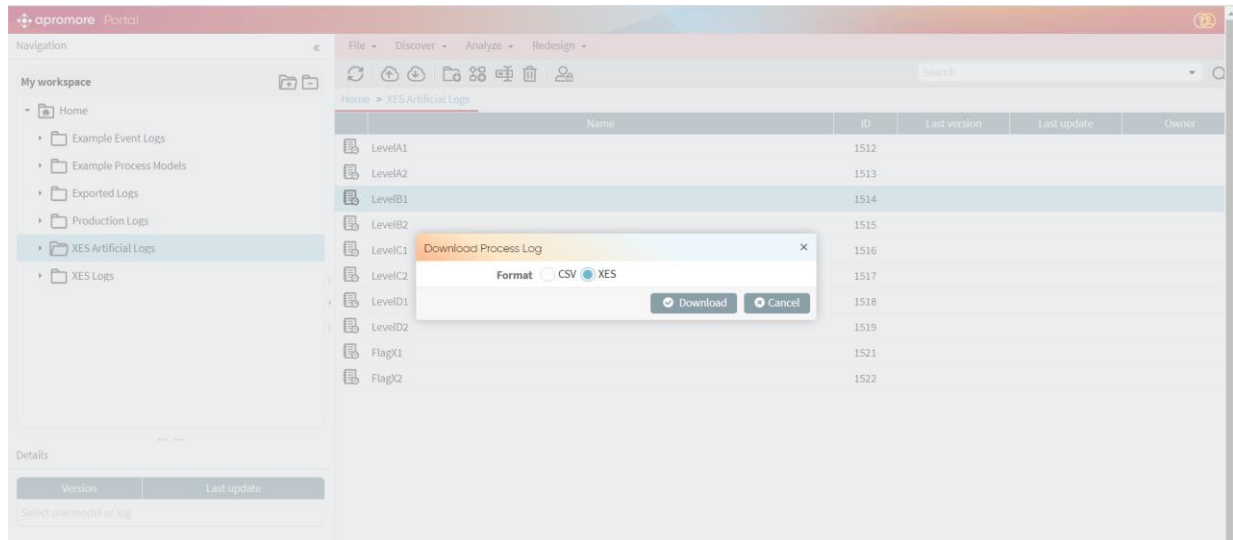 apromore Portal
Navigation
My workspace
Home
Example Event Logs
Example Process Models
Exported Logs
Production Logs
XES Artificial Logs
XES Logs
Details
Version Last update
Select one model or log
File Discover Analyze Redesign
Search
Home > XES Artificial Logs
Name ID Last version Last update Owner
LevelA1 1512
LevelA2 1513
LevelB1 1514
LevelB2 1515
LevelC1 1516
LevelC2 1517
LevelD1 1518
LevelD2 1519
FlagX1 1521
FlagX2 1522
Download Process Log
Format CSV XES
Download Cancel